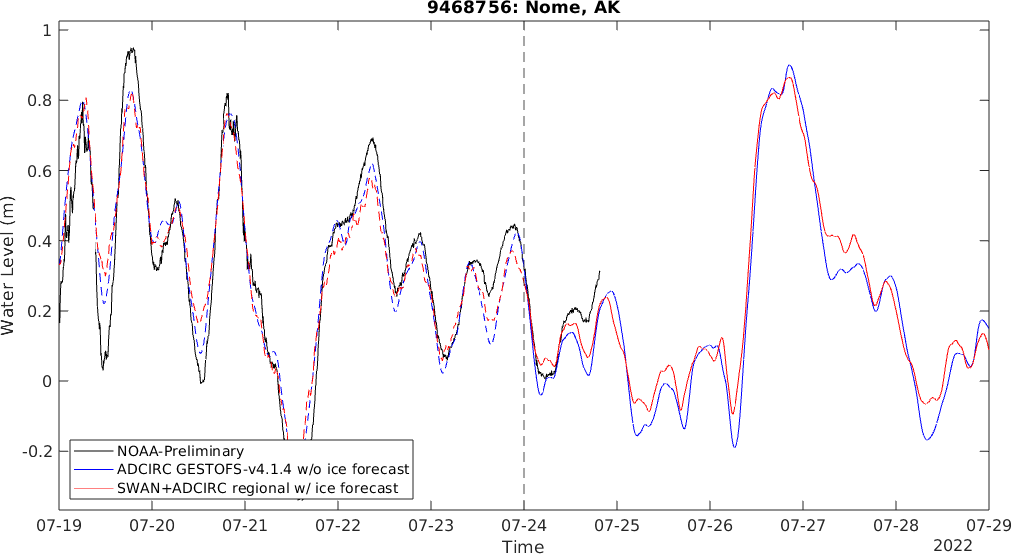 9468756: Nome, AK
1
0.8
0.6
0.4
0.2
0
-0.2
Water Level (m)
NOAA-Preliminary
ADCIRC GESTOFS-v4.1.4 w/o ice forecast
SWAN+ADCIRC regional w/ ice forecast
07-19 07-20 07-21 07-22 07-23 07-24 07-25 07-26 07-27 07-28 07-29
Time
2022